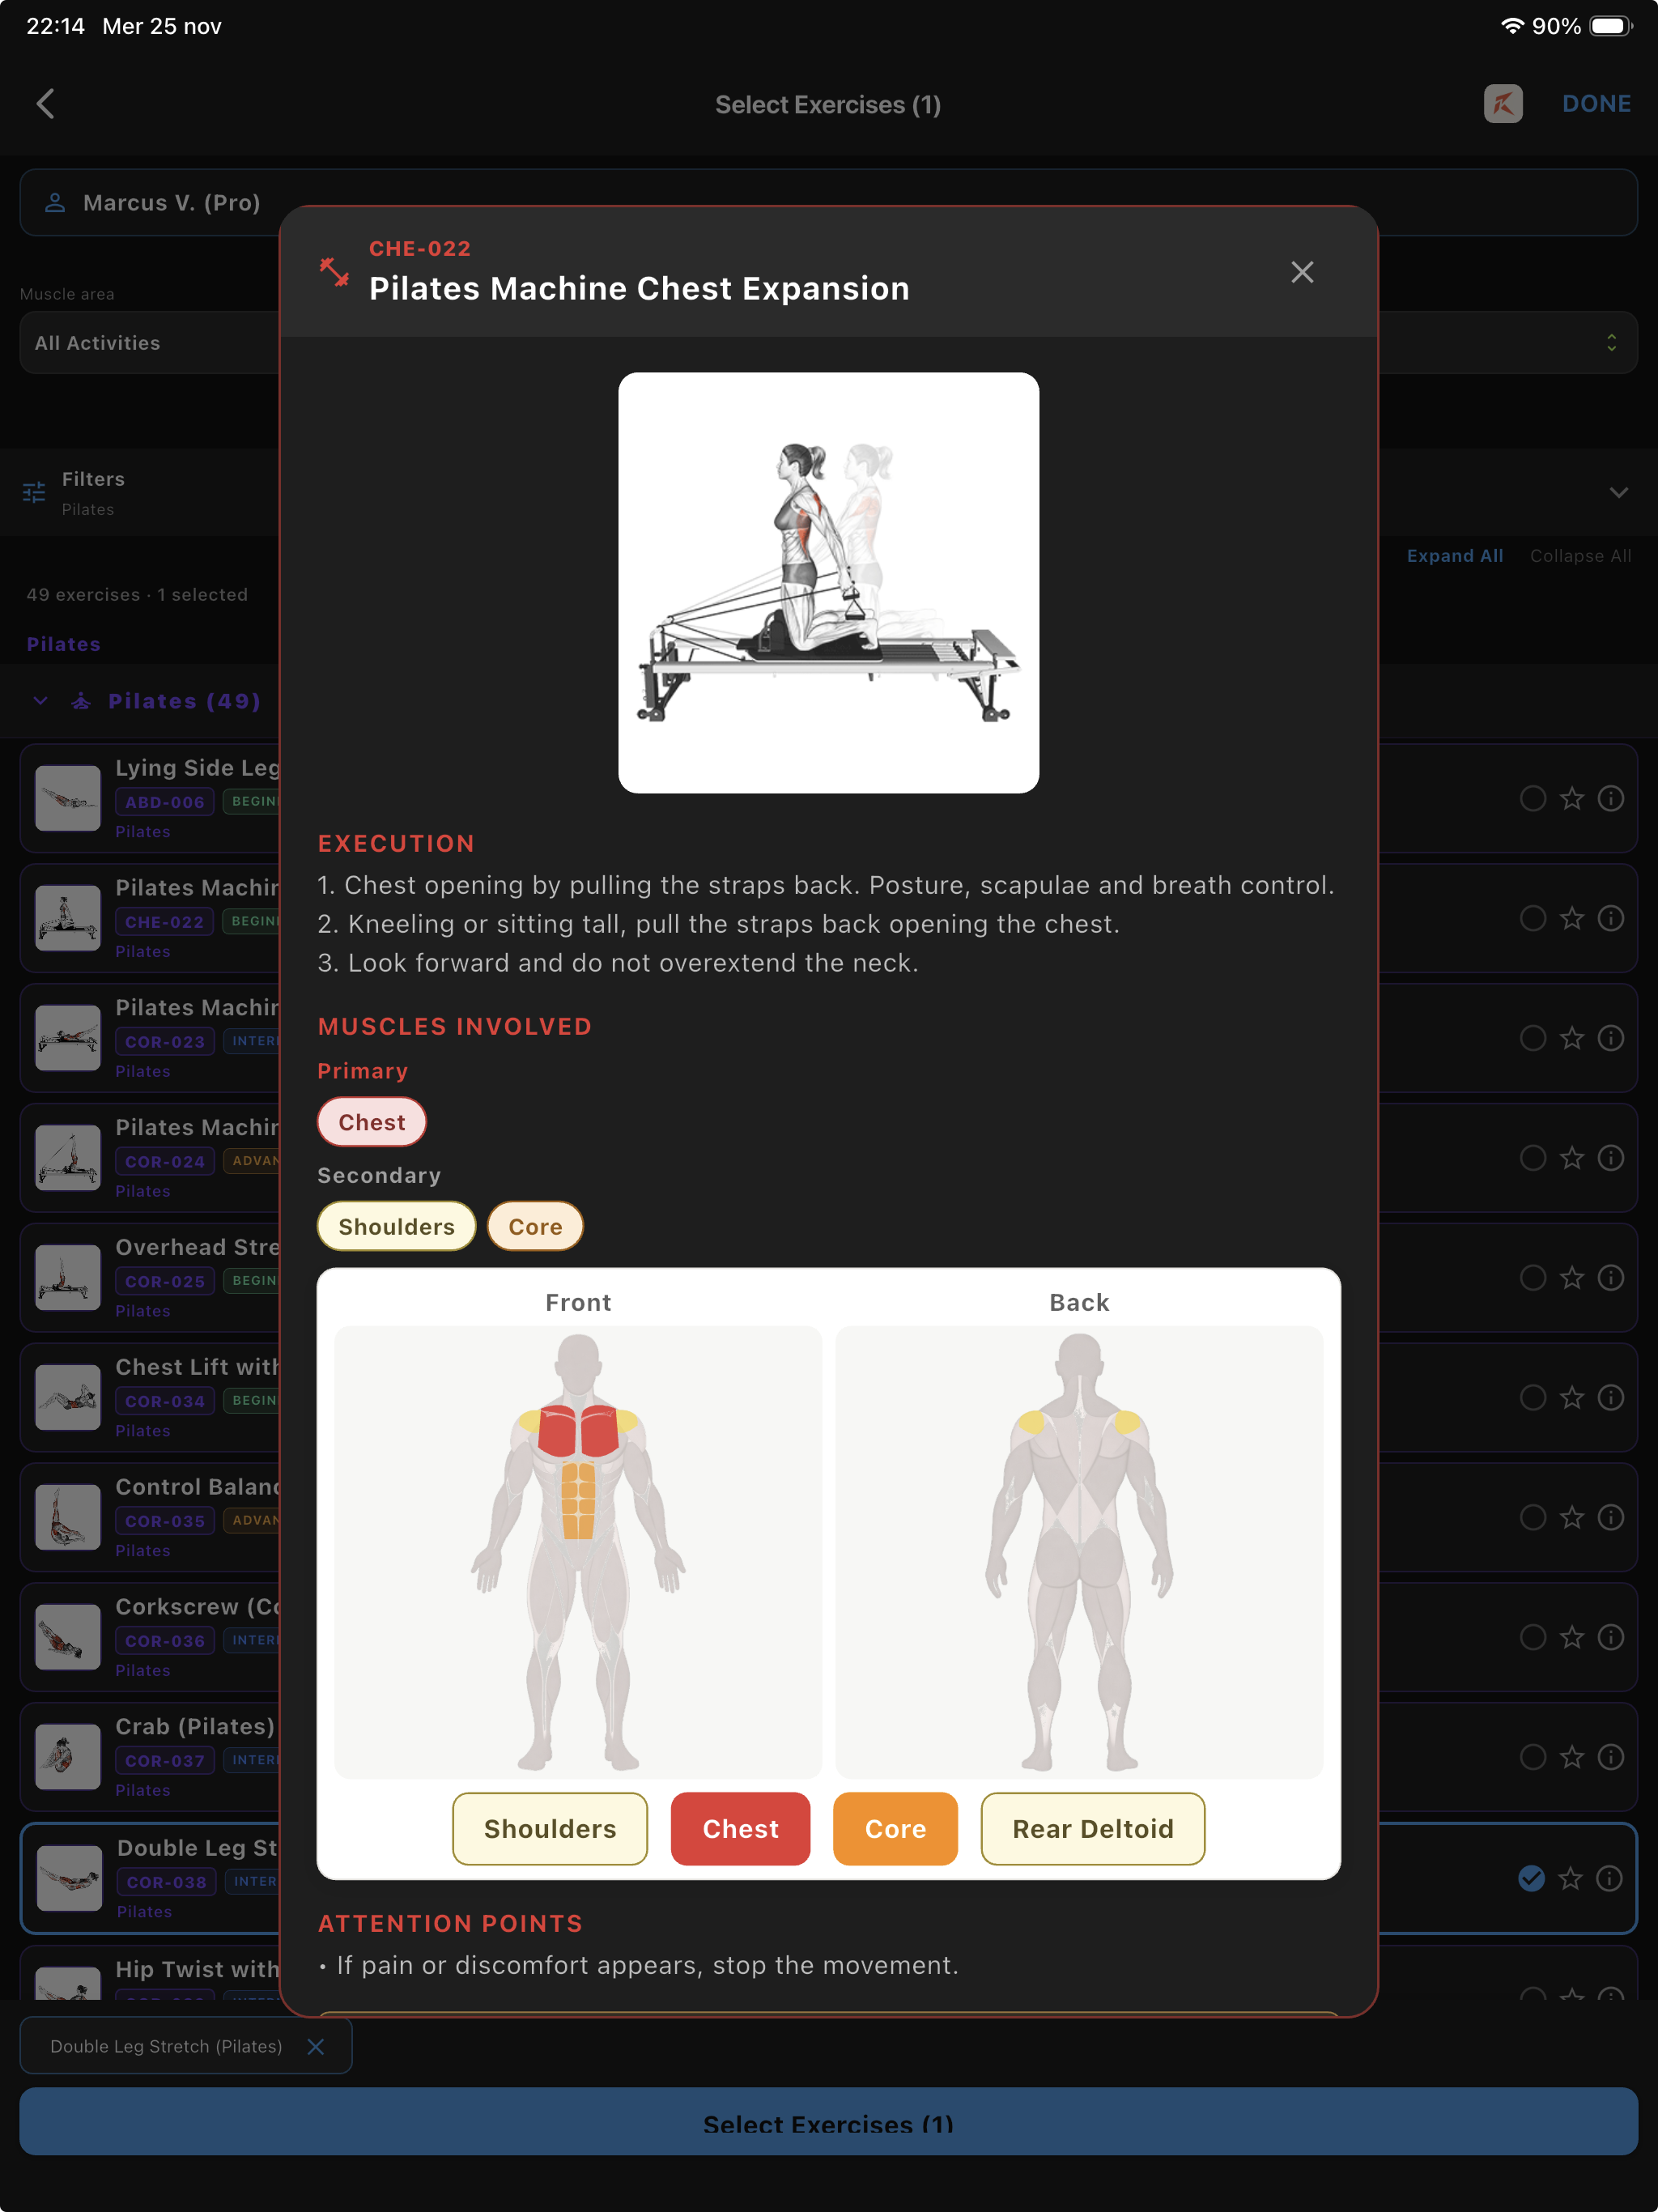 22:14 Mer 25 nov
90%
Select Exercises (1)
DONE
Marcus V. (Pro)
Muscle area
All Activities
Filters
Pilates
Expand All
Collapse All
49 exercises · 1 selected
Pilates
Pilates (49)
Lying Side Leg
ABD-006
Pilates
Pilates Machin
CHE-022
Pilates
Pilates Machin
COR-023
Pilates
Pilates Machin
COR-024
Pilates
Overhead Stre
COR-025
Pilates
Chest Lift with
COR-034
Pilates
Control Balanc
COR-035
Pilates
Corkscrew (Co
COR-036
Pilates
Crab (Pilates)
COR-037
Pilates
Double Leg St
COR-038
Pilates
Hip Twist with
CHE-022
Pilates Machine Chest Expansion
EXECUTION
1. Chest opening by pulling the straps back. Posture, scapulae and breath control.
2. Kneeling or sitting tall, pull the straps back opening the chest.
3. Look forward and do not overextend the neck.
MUSCLES INVOLVED
Primary
Chest
Secondary
Shoulders
Core
Front
Back
Shoulders
Chest
Core
Rear Deltoid
ATTENTION POINTS
• If pain or discomfort appears, stop the movement.
Double Leg Stretch (Pilates)
Select Exercises (1)